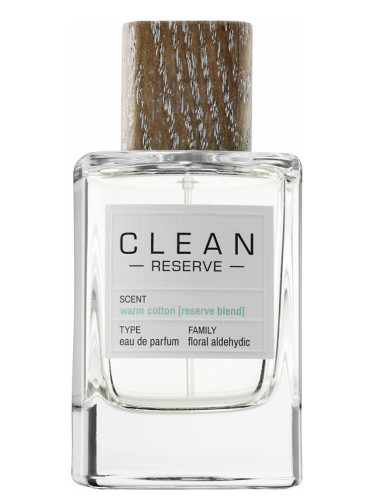 CLEAN
— RESERVE —
SCENT
warm cotton [reserve blend]
TYPE FAMILY
eau de parfum floral aldehydic